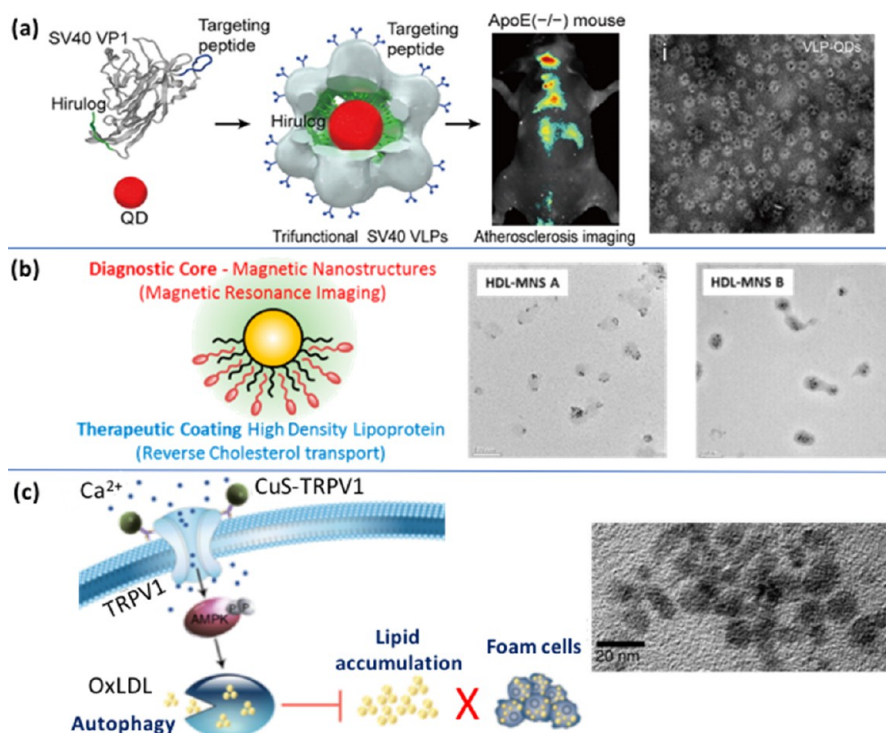 (a)
SV40 VP1
Targeting
peptide
Hirulog
QD
Targeting
peptide
Hirulog
Trifunctional SV40 VLPs
ApoE(−/−) mouse
Atherosclerosis imaging
i
VLP-QDs
(b)
Diagnostic Core - Magnetic Nanostructures
(Magnetic Resonance Imaging)
Therapeutic Coating High Density Lipoprotein
(Reverse Cholesterol transport)
HDL-MNS A
HDL-MNS B
(c)
Ca2+
CuS-TRPV1
TRPV1
AMPK
P P
OxLDL
Autophagy
Lipid
accumulation
X
Foam cells
20 nm